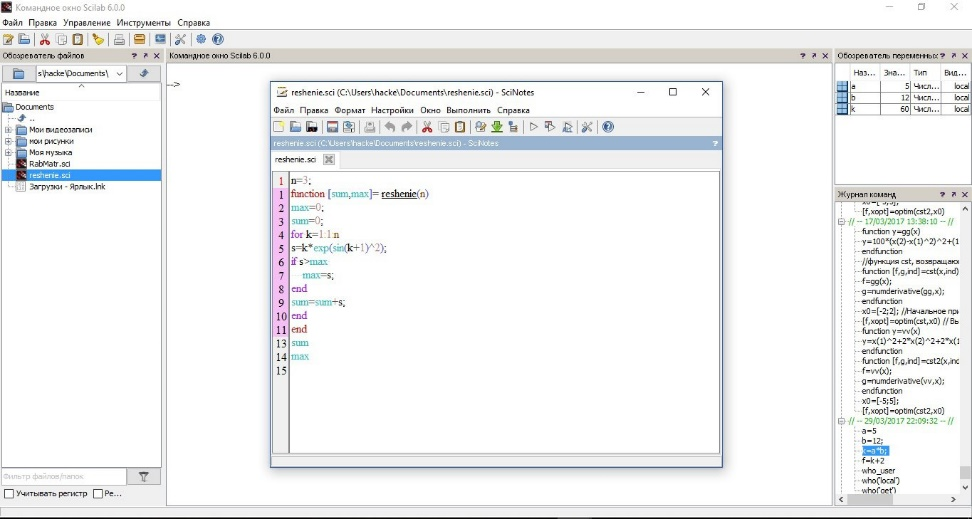 Командное окно Scilab 6.0.0
Файл Правка Управление Инструменты Справка
Обозреватель файлов
s\hacke\Documents\
Название
Documents
..
Мои видеозаписи
мои рисунки
Моя музыка
RabMatr.sci
reshenie.sci
Загрузки - Ярлык.lnk
Фильтр файлов/папок
Учитывать регистр Ре...
Командное окно Scilab 6.0.0
-->
reshenie.sci (C:\Users\hacke\Documents\reshenie.sci) - SciNotes
Файл Правка Формат Настройки Окно Выполнить Справка
reshenie.sci (C:\Users\hacke\Documents\reshenie.sci) - SciNotes
reshenie.sci
1 n=3;
1 function [sum,max]= reshenie(n)
2 max=0;
3 sum=0;
4 for k=1:1:n
5 s=k*exp(sin(k+1)^2);
6 if s>max
7 max=s;
8 end
9 sum=sum+s;
10 end
11 end
13 sum
14 max
15
Обозреватель переменных
Наз... Зна... Тип Вид...
a 5 Числ... local
b 12 Числ... local
k 60 Числ... local
Журнал команд
x0=[-5;5];
[f,xopt]=optim(cst2,x0)
// -- 17/03/2017 13:38:10 -- //
function y=gg(x)
y=100*(x(2)-x(1)^2)^2+(1
endfunction
//функция cst, возвращаю
function [f,g,ind]=cst(x,ind)
f=gg(x);
g=numderivative(gg,x);
endfunction
x0=[-2;2]; //Начальное при
[f,xopt]=optim(cst,x0) // Вы
function y=vv(x)
y=x(1)^2+2*x(2)^2+2*x(1
endfunction
function [f,g,ind]=cst2(x,inc
f=vv(x);
g=numderivative(vv,x);
endfunction
x0=[-5;5];
[f,xopt]=optim(cst2,x0)
// -- 29/03/2017 22:09:32 -- //
a=5
b=12;
k=a*b;
f=k+2
who_user
who('local')
who('get')